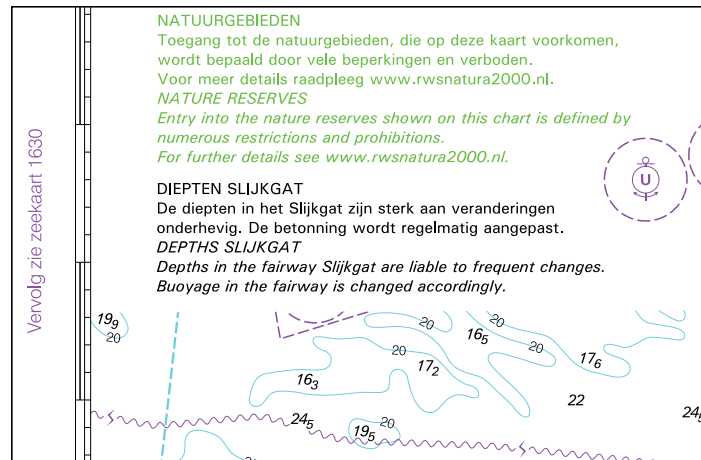 NATUURGEBIEDEN
Toegang tot de natuurgebieden, die op deze kaart voorkomen,
wordt bepaald door vele beperkingen en verboden.
Voor meer details raadpleeg www.rwsnatura2000.nl.
NATURE RESERVES
Entry into the nature reserves shown on this chart is defined by
numerous restrictions and prohibitions.
For further details see www.rwsnatura2000.nl.
DIEPTEN SLIJKGAT
De diepten in het Slijkgat zijn sterk aan veranderingen
onderhevig. De betonning wordt regelmatig aangepast.
DEPTHS SLIJKGAT
Depths in the fairway Slijkgat are liable to frequent changes.
Buoyage in the fairway is changed accordingly.
Vervolg zie zeekaart 1630
U
19₉
20
20
16₅
20
20
17₂
17₆
16₃
22
24₅
19₅
20